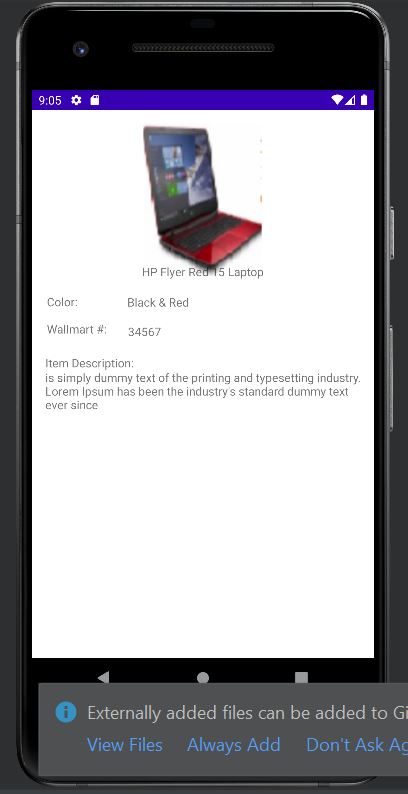 9:05
HP Flyer Red 15 Laptop
Color: Black & Red
Wallmart #: 34567
Item Description:
is simply dummy text of the printing and typesetting industry.
Lorem Ipsum has been the industry's standard dummy text
ever since
Externally added files can be added to Gi
View Files Always Add Don't Ask Ag